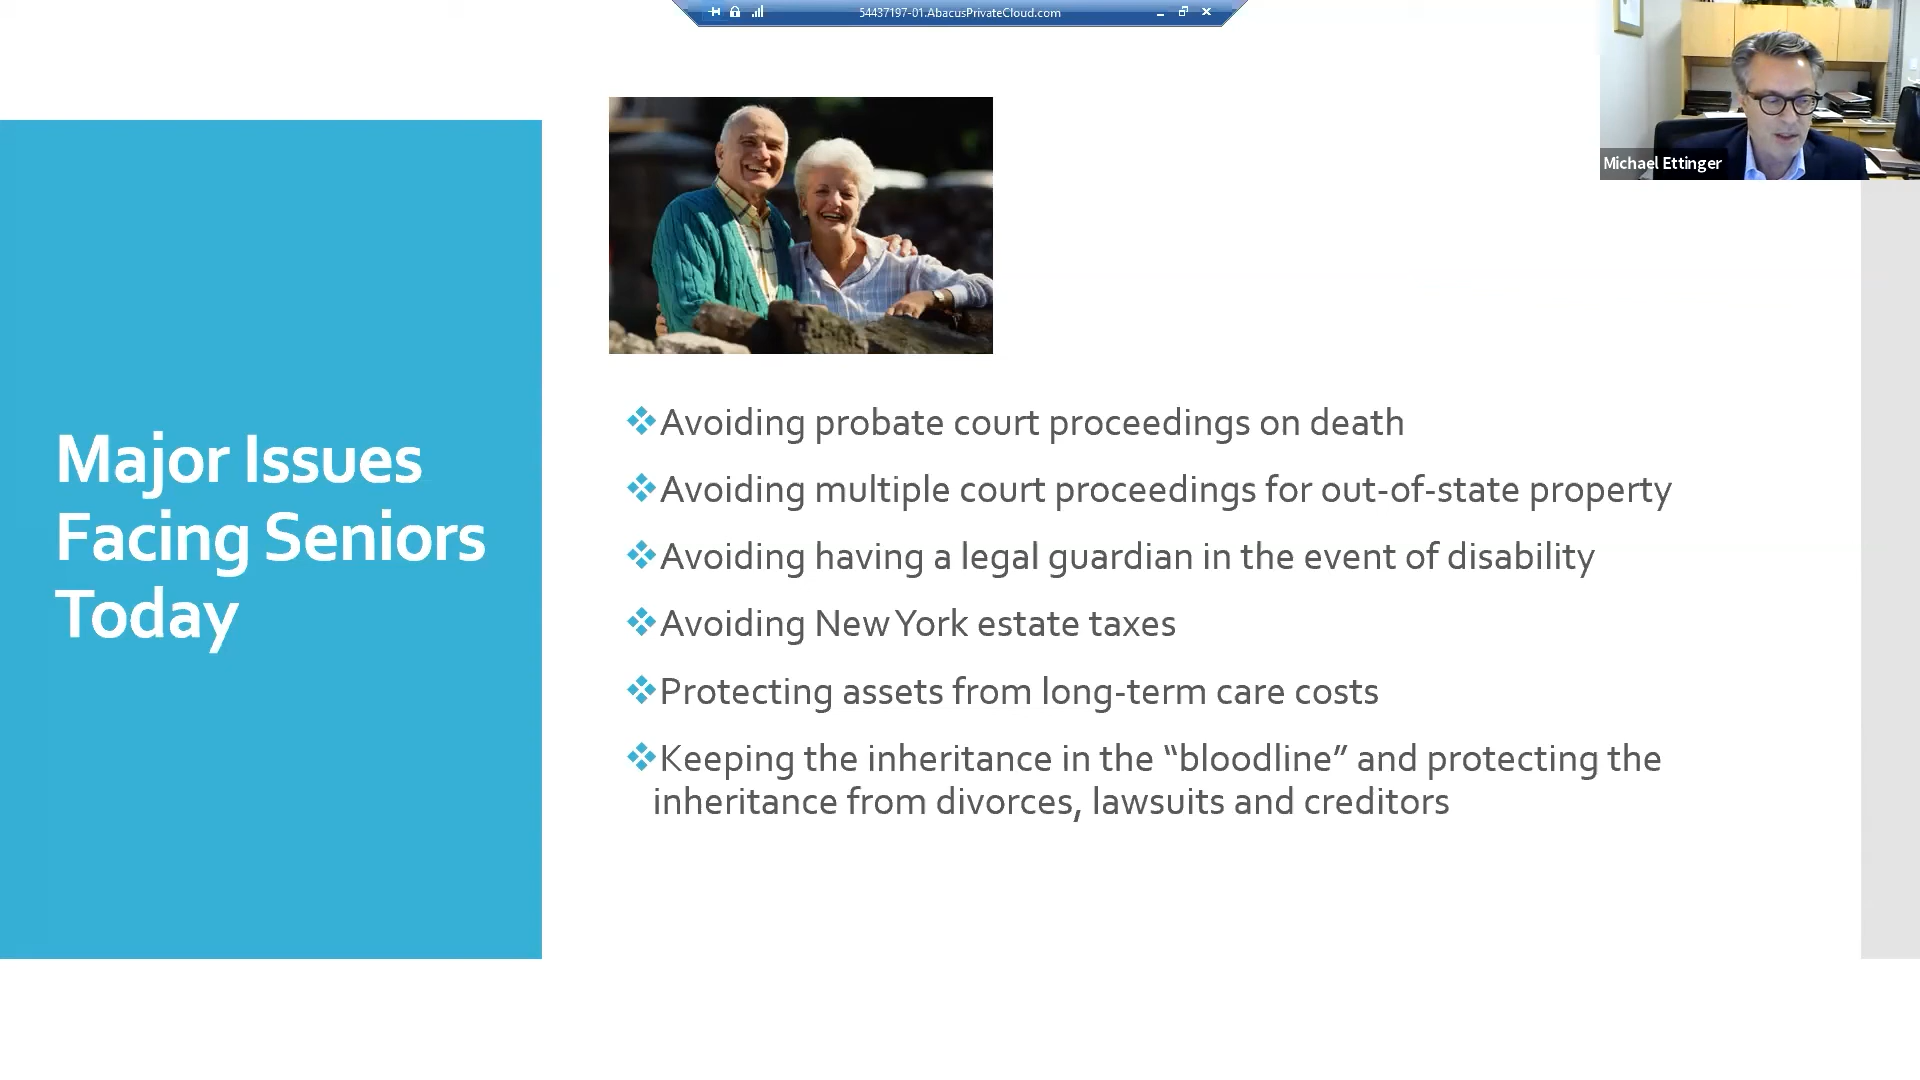 54437197-01.AbacusPrivateCloud.com
Michael Ettinger
Major Issues
Facing Seniors
Today
❖Avoiding probate court proceedings on death
❖Avoiding multiple court proceedings for out-of-state property
❖Avoiding having a legal guardian in the event of disability
❖Avoiding New York estate taxes
❖Protecting assets from long-term care costs
❖Keeping the inheritance in the “bloodline” and protecting the
inheritance from divorces, lawsuits and creditors